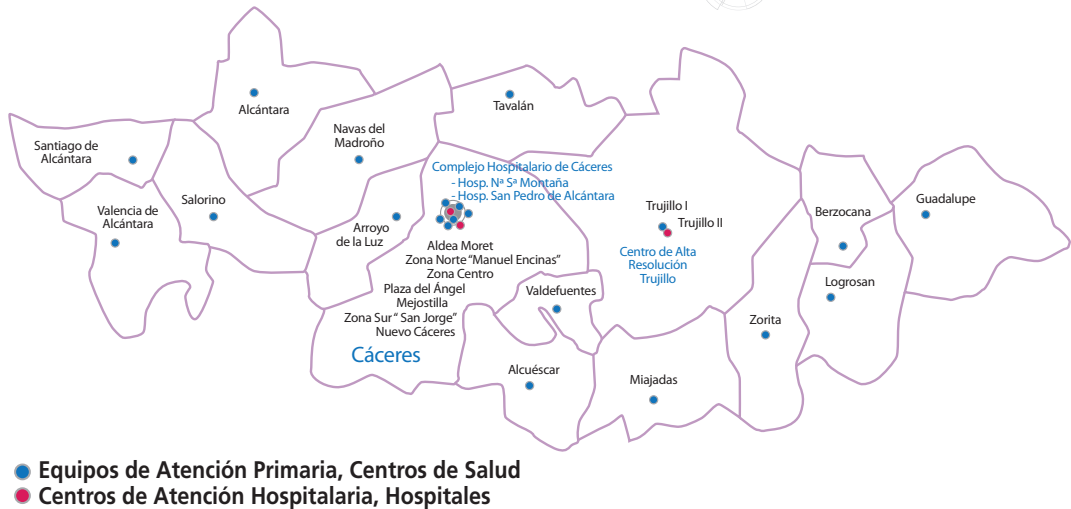 Alcántara
Tavalán
Navas del
Madroño
Santiago de
Alcántara
Complejo Hospitalario de Cáceres
- Hosp. Nª Sª Montaña
- Hosp. San Pedro de Alcántara
Salorino
Valencia de
Alcántara
Arroyo
de la Luz
Trujillo I
Trujillo II
Berzocana
Guadalupe
Centro de Alta
Resolución
Trujillo
Aldea Moret
Zona Norte "Manuel Encinas"
Zona Centro
Plaza del Ángel
Mejostilla
Zona Sur " San Jorge"
Nuevo Cáceres
Cáceres
Valdefuentes
Logrosan
Zorita
Alcuéscar
Miajadas
Equipos de Atención Primaria, Centros de Salud
Centros de Atención Hospitalaria, Hospitales